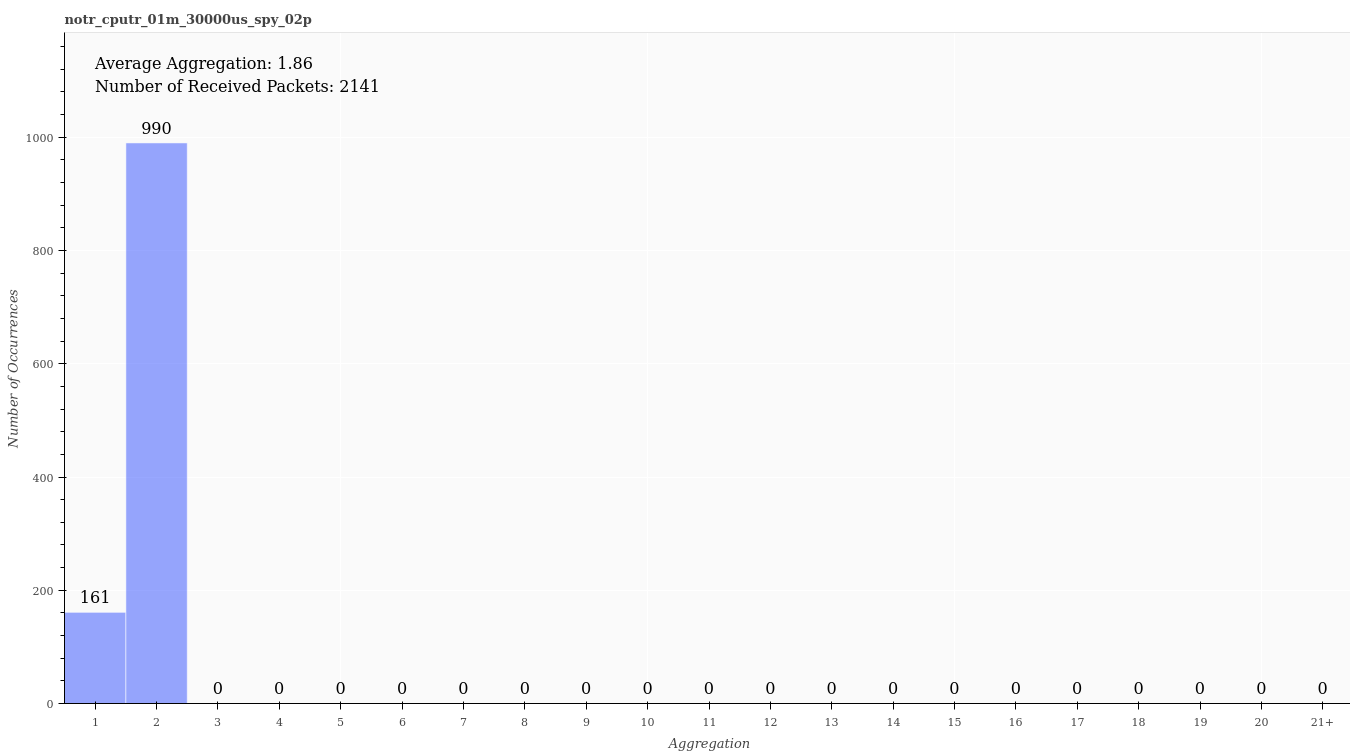 notr_cputr_01m_30000us_spy_02p
Average Aggregation: 1.86
Number of Received Packets: 2141
990
1000
800
600
400
200
0
161
0 0 0 0 0 0 0 0 0 0 0 0 0 0 0 0 0 0 0
1 2 3 4 5 6 7 8 9 10 11 12 13 14 15 16 17 18 19 20 21+
Number of Occurrences
Aggregation